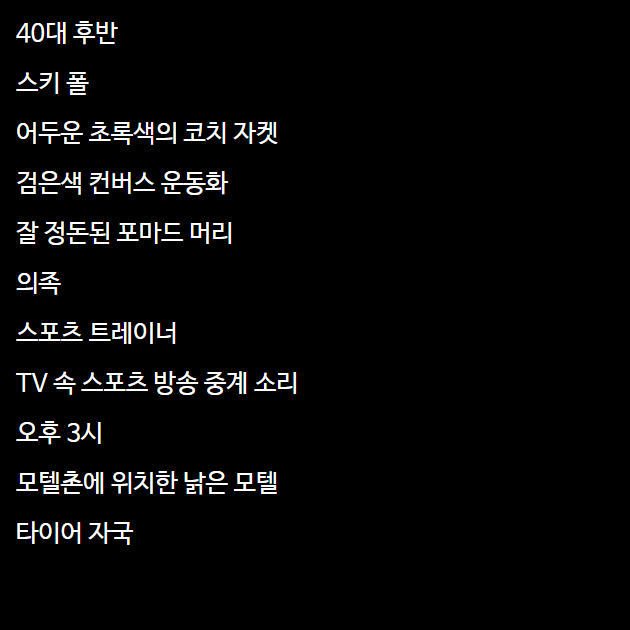 40대 후반
스키 폴
어두운 초록색의 코치 자켓
검은색 컨버스 운동화
잘 정돈된 포마드 머리
의족
스포츠 트레이너
TV 속 스포츠 방송 중계 소리
오후 3시
모텔촌에 위치한 낡은 모텔
타이어 자국